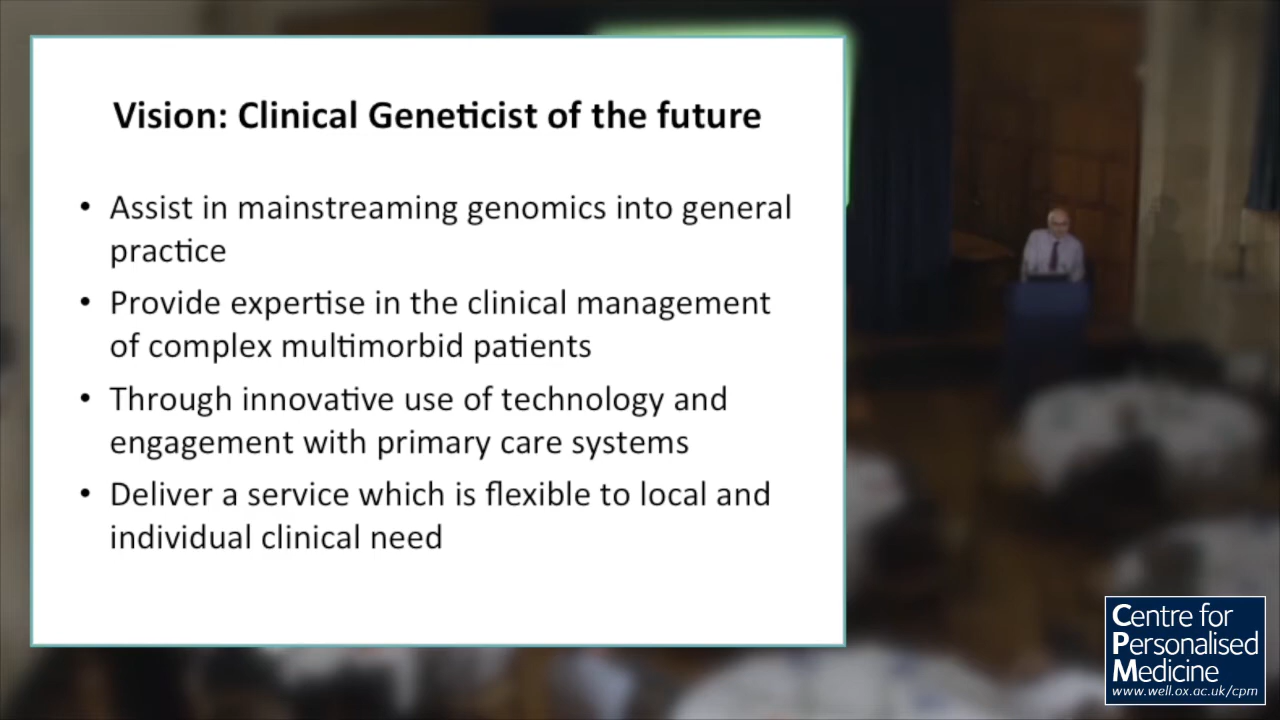 Vision: Clinical Geneticist of the future
• Assist in mainstreaming genomics into general
practice
• Provide expertise in the clinical management
of complex multimorbid patients
• Through innovative use of technology and
engagement with primary care systems
• Deliver a service which is flexible to local and
individual clinical need
Centre for
Personalised
Medicine
www.well.ox.ac.uk/cpm